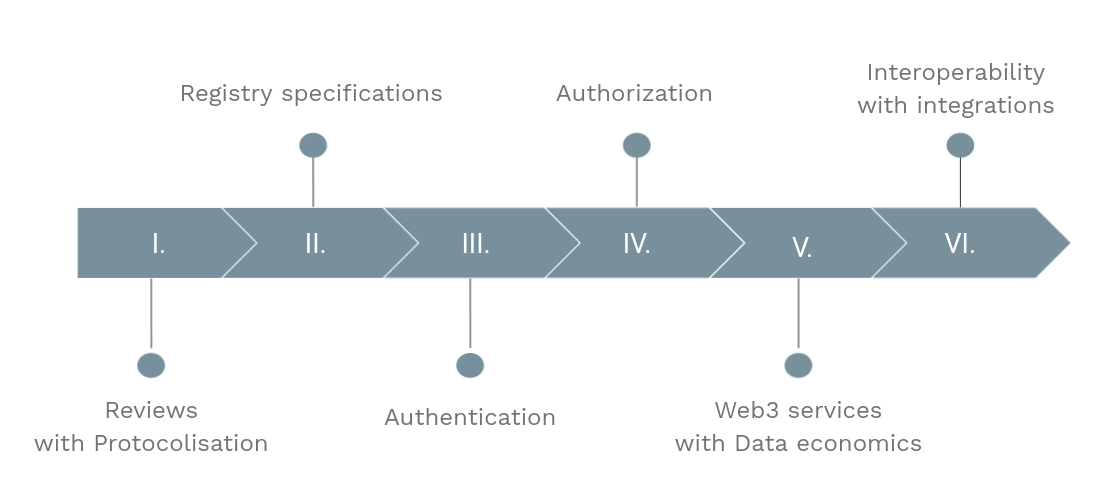 Interoperability
with integrations
Registry specifications
Authorization
I.
II.
III.
IV.
V.
VI.
Reviews
with Protocolisation
Authentication
Web3 services
with Data economics